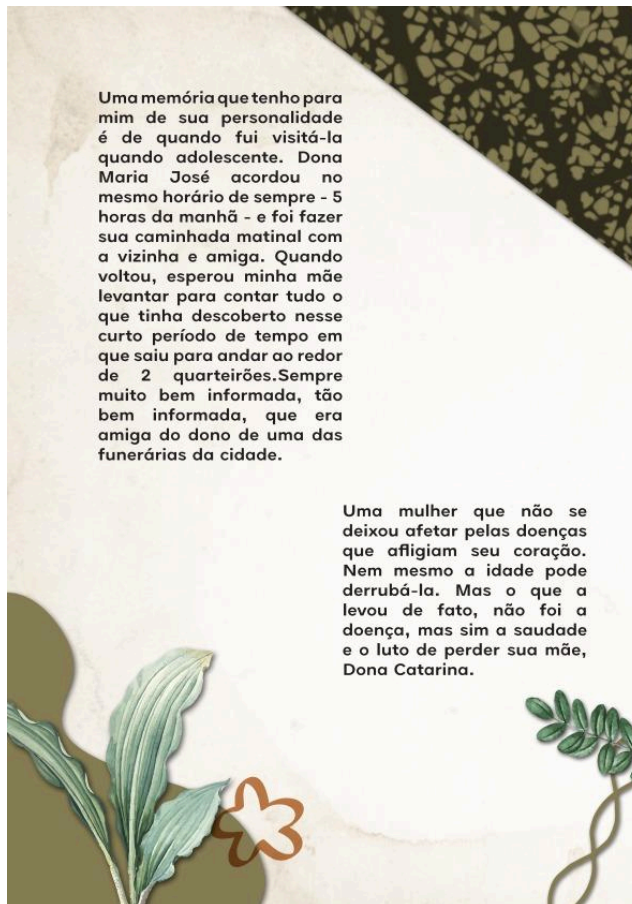 Uma memória que tenho para
mim de sua personalidade
é de quando fui visitá-la
quando adolescente. Dona
Maria José acordou no
mesmo horário de sempre - 5
horas da manhã - e foi fazer
sua caminhada matinal com
a vizinha e amiga. Quando
voltou, esperou minha mãe
levantar para contar tudo o
que tinha descoberto nesse
curto período de tempo em
que saiu para andar ao redor
de 2 quarteirões.Sempre
muito bem informada, tão
bem informada, que era
amiga do dono de uma das
funerárias da cidade.
Uma mulher que não se
deixou afetar pelas doenças
que afligiam seu coração.
Nem mesmo a idade pode
derrubá-la. Mas o que a
levou de fato, não foi a
doença, mas sim a saudade
e o luto de perder sua mãe,
Dona Catarina.